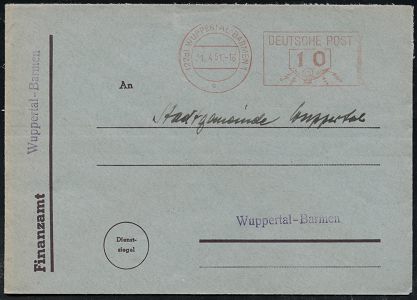 (22a) WUPPERTAL-BARMEN 1
-1.4.51.-16
DEUTSCHE POST
10
An
Stadtgemeinde Wuppertal
Wuppertal-Barmen
Dienst-
siegel
Finanzamt
Wuppertal-Barmen